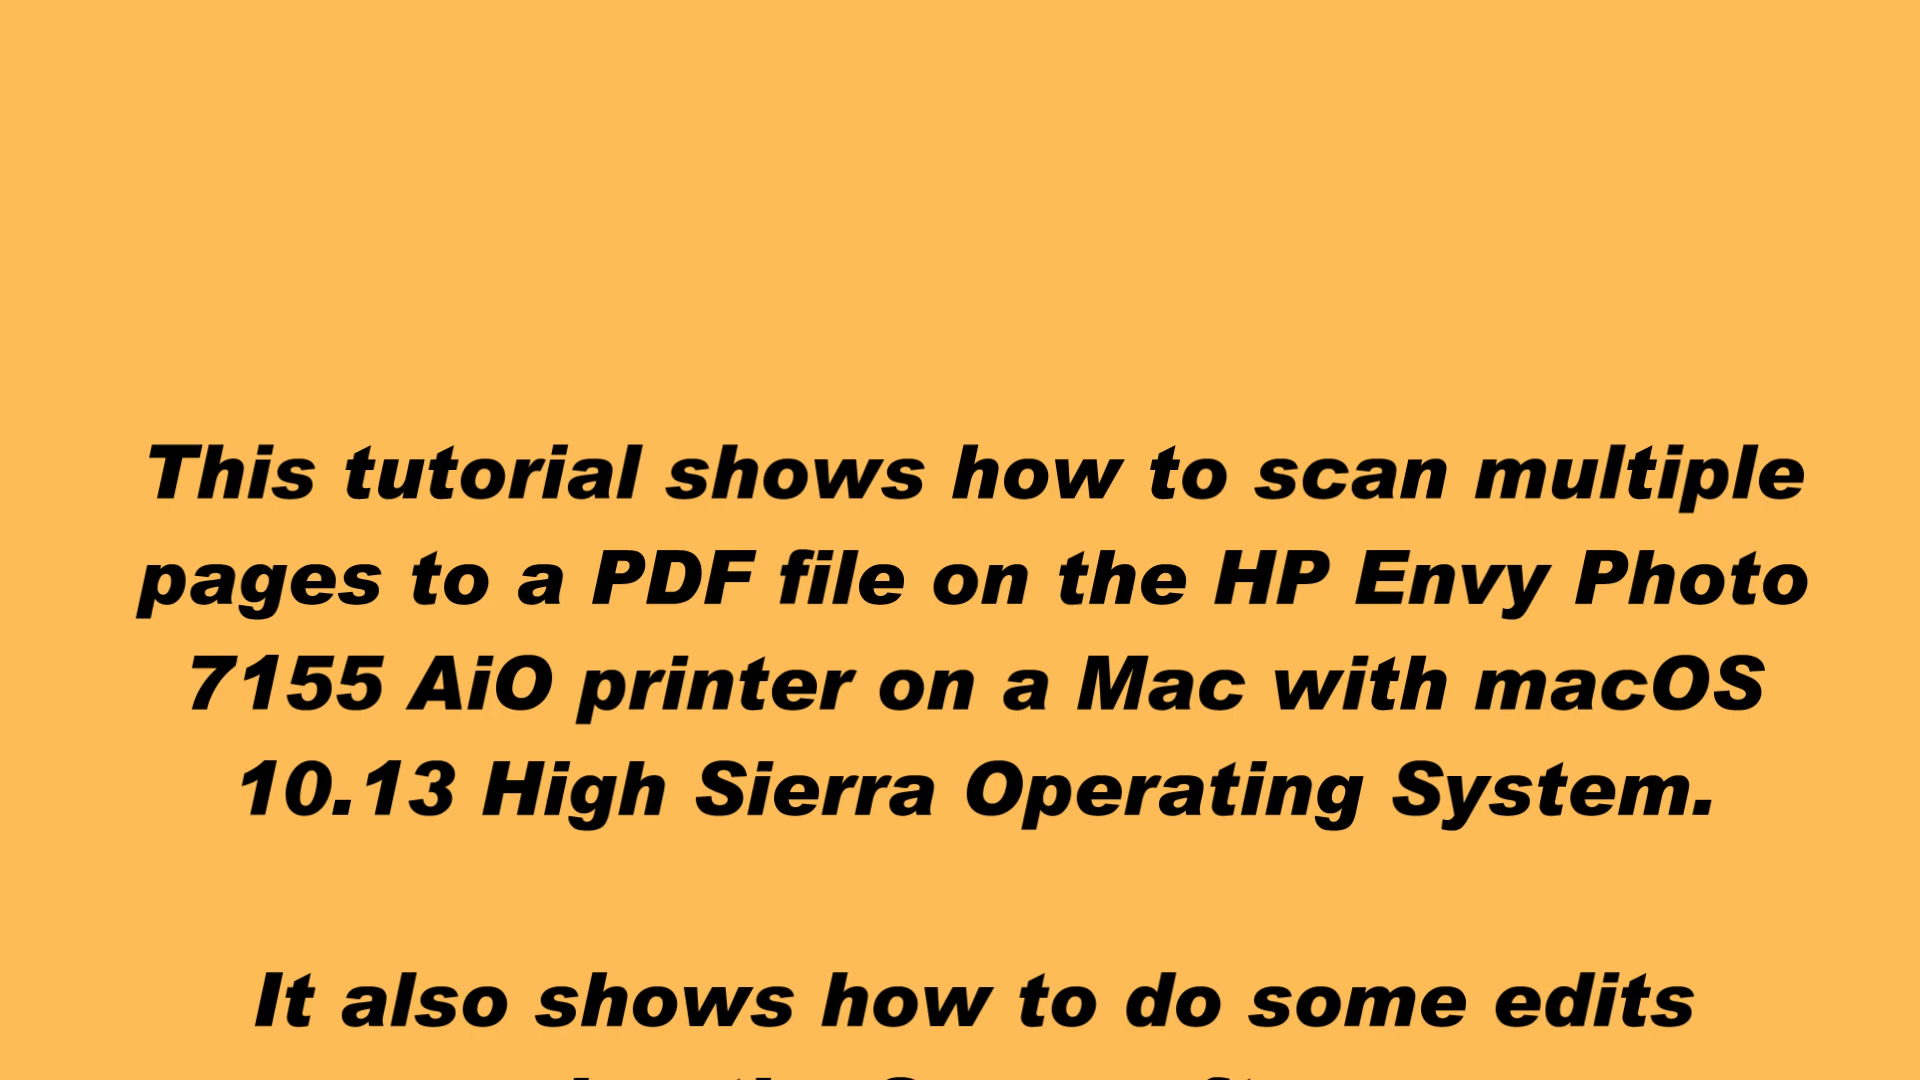 This tutorial shows how to scan multiple
pages to a PDF file on the HP Envy Photo
7155 AiO printer on a Mac with macOS
10.13 High Sierra Operating System.
It also shows how to do some edits